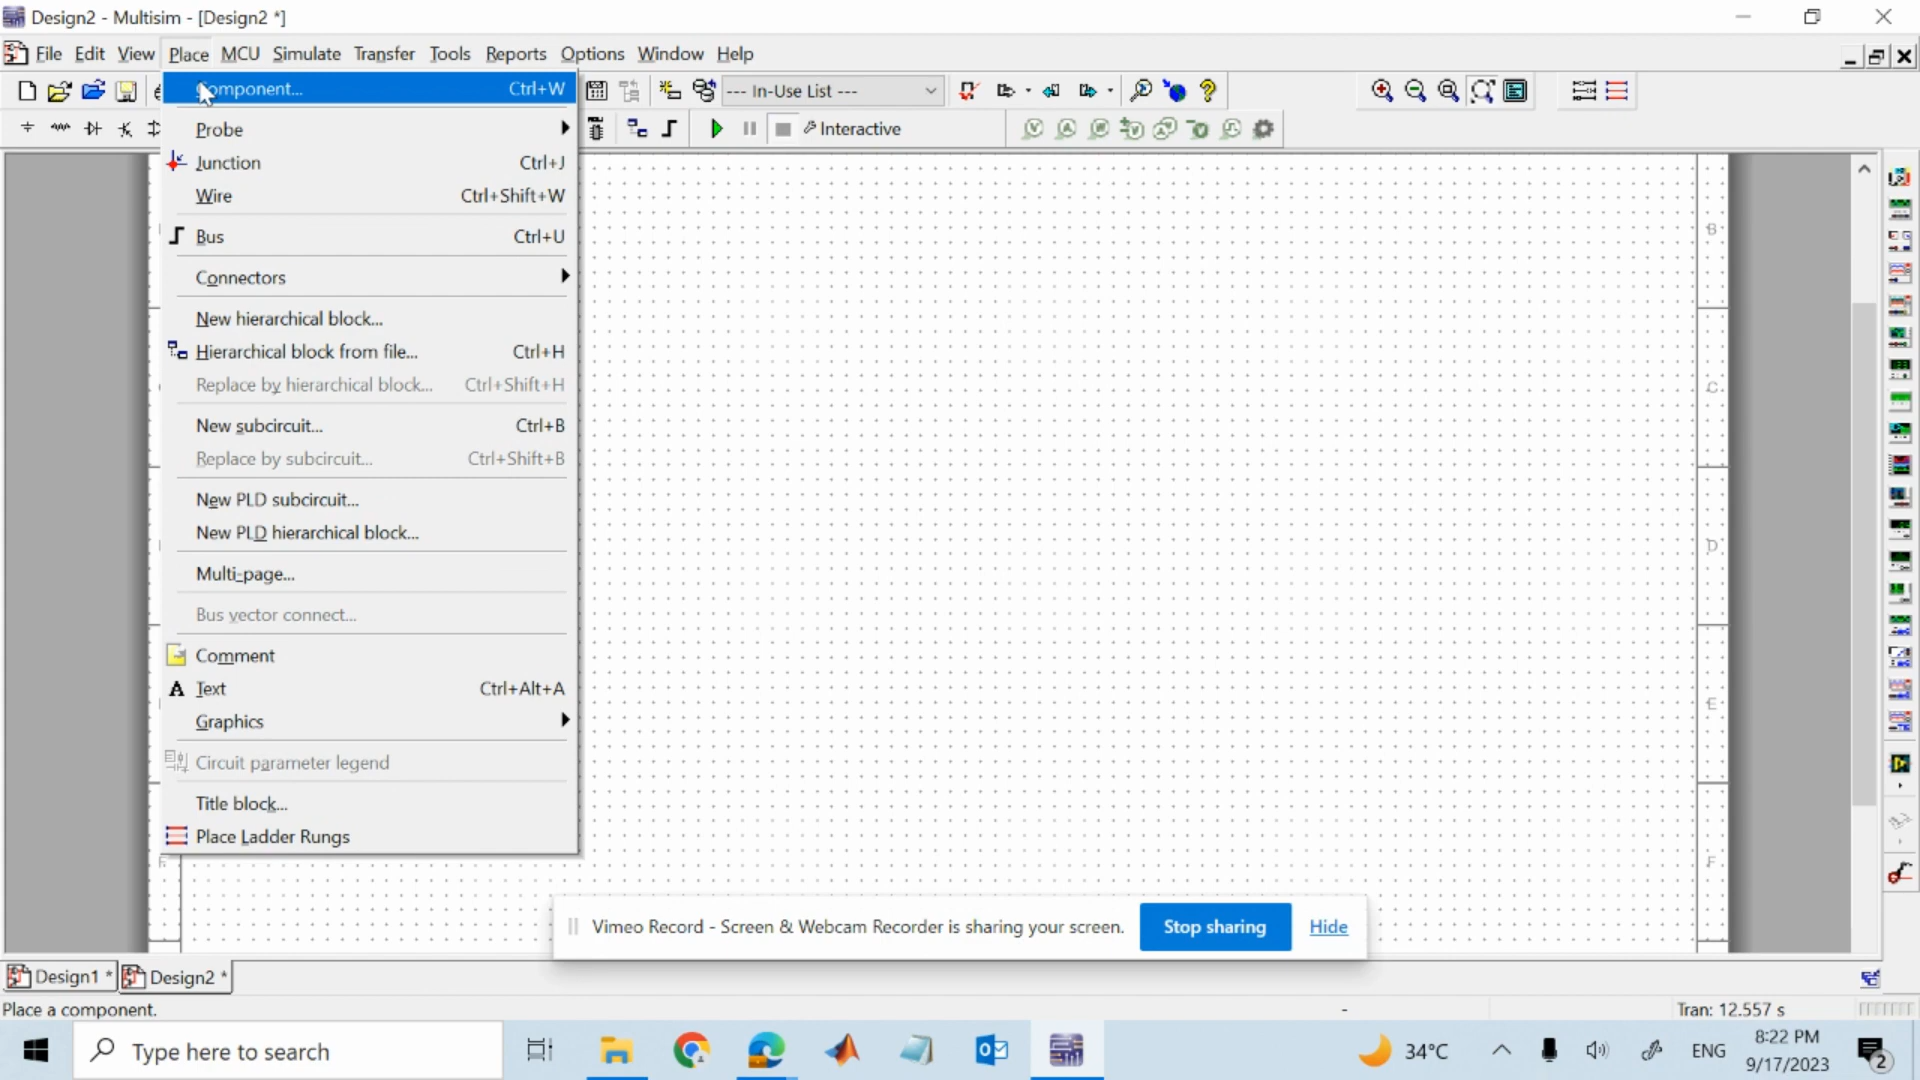 Design2 - Multisim - [Design2 *]
File Edit View Place MCU Simulate Transfer Tools Reports Options Window Help
Component... Ctrl+W
--- In-Use List ---
Probe
Interactive
Junction Ctrl+J
Wire Ctrl+Shift+W
Bus Ctrl+U
B
Connectors
New hierarchical block...
Hierarchical block from file... Ctrl+H
Replace by hierarchical block... Ctrl+Shift+H
C
New subcircuit... Ctrl+B
Replace by subcircuit... Ctrl+Shift+B
New PLD subcircuit...
New PLD hierarchical block...
D
Multi-page...
Bus vector connect...
Comment
Text Ctrl+Alt+A
E
Graphics
Circuit parameter legend
Title block...
Place Ladder Rungs
F
Vimeo Record - Screen & Webcam Recorder is sharing your screen. Stop sharing Hide
Design1 * Design2 *
Place a component. - Tran: 12.557 s
Type here to search 34°C ENG 8:22 PM
9/17/2023 2